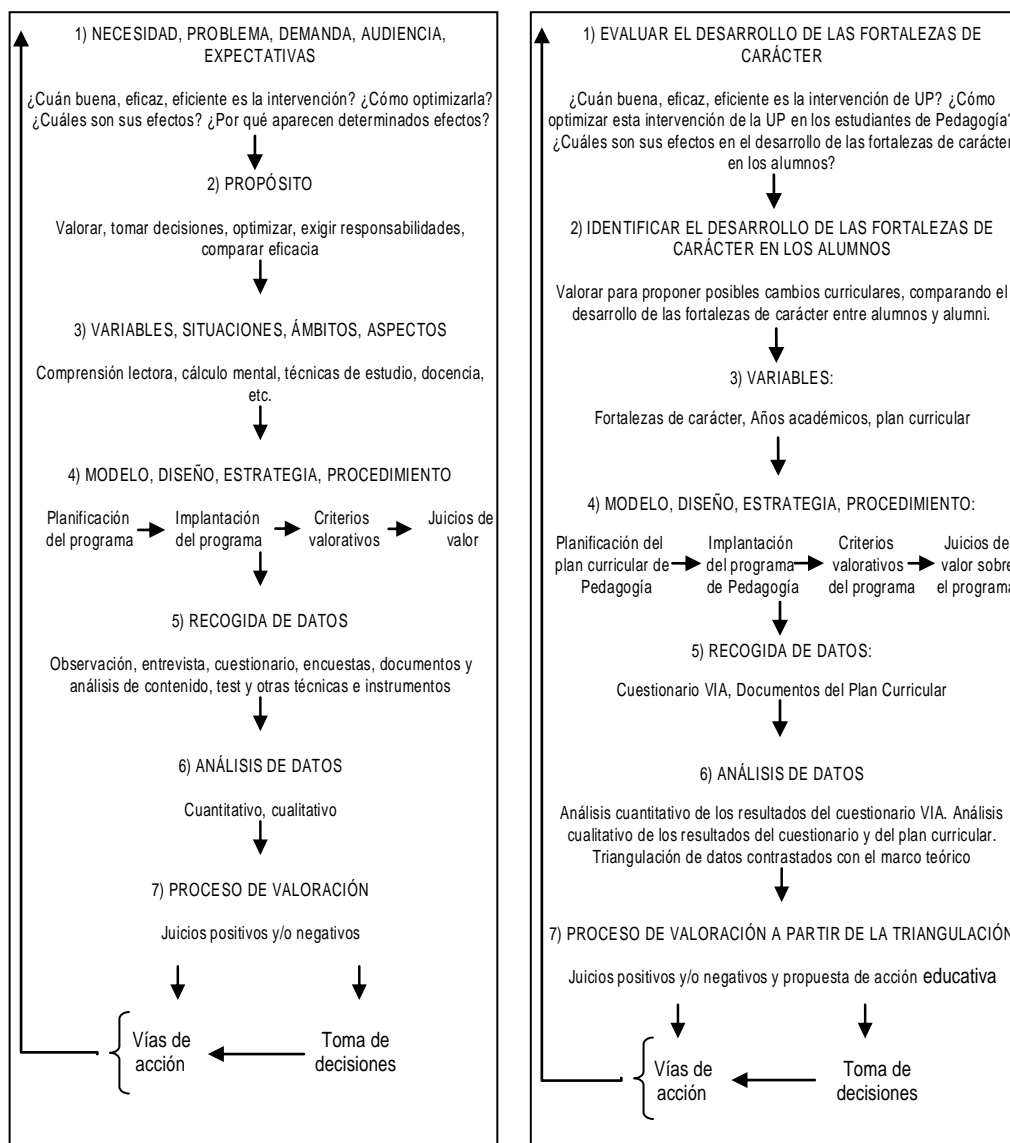 1) NECESIDAD, PROBLEMA, DEMANDA, AUDIENCIA,
EXPECTATIVAS
¿Cuán buena, eficaz, eficiente es la intervención? ¿Cómo optimizarla?
¿Cuáles son sus efectos? ¿Por qué aparecen determinados efectos?
2) PROPÓSITO
Valorar, tomar decisiones, optimizar, exigir responsabilidades,
comparar eficacia
3) VARIABLES, SITUACIONES, ÁMBITOS, ASPECTOS
Comprensión lectora, cálculo mental, técnicas de estudio, docencia,
etc.
4) MODELO, DISEÑO, ESTRATEGIA, PROCEDIMIENTO
Planificación
del programa
Implantación
del programa
Criterios
valorativos
Juicios de
valor
5) RECOGIDA DE DATOS
Observación, entrevista, cuestionario, encuestas, documentos y
análisis de contenido, test y otras técnicas e instrumentos
6) ANÁLISIS DE DATOS
Cuantitativo, cualitativo
7) PROCESO DE VALORACIÓN
Juicios positivos y/o negativos
Vías de
acción
Toma de
decisiones
1) EVALUAR EL DESARROLLO DE LAS FORTALEZAS DE
CARÁCTER
¿Cuán buena, eficaz, eficiente es la intervención de UP? ¿Cómo
optimizar esta intervención de la UP en los estudiantes de Pedagogía?
¿Cuáles son sus efectos en el desarrollo de las fortalezas de carácter
en los alumnos?
2) IDENTIFICAR EL DESARROLLO DE LAS FORTALEZAS DE
CARÁCTER EN LOS ALUMNOS
Valorar para proponer posibles cambios curriculares, comparando el
desarrollo de las fortalezas de carácter entre alumnos y alumni.
3) VARIABLES:
Fortalezas de carácter, Años académicos, plan curricular
4) MODELO, DISEÑO, ESTRATEGIA, PROCEDIMIENTO:
Planificación del
plan curricular de
Pedagogía
Implantación
del programa
de Pedagogía
Criterios
valorativos
del programa
Juicios de
valor sobre
el programa
5) RECOGIDA DE DATOS:
Cuestionario VIA, Documentos del Plan Curricular
6) ANÁLISIS DE DATOS
Análisis cuantitativo de los resultados del cuestionario VIA. Análisis
cualitativo de los resultados del cuestionario y del plan curricular.
Triangulación de datos contrastados con el marco teórico
7) PROCESO DE VALORACIÓN A PARTIR DE LA TRIANGULACIÓN
Juicios positivos y/o negativos y propuesta de acción educativa
Vías de
acción
Toma de
decisiones